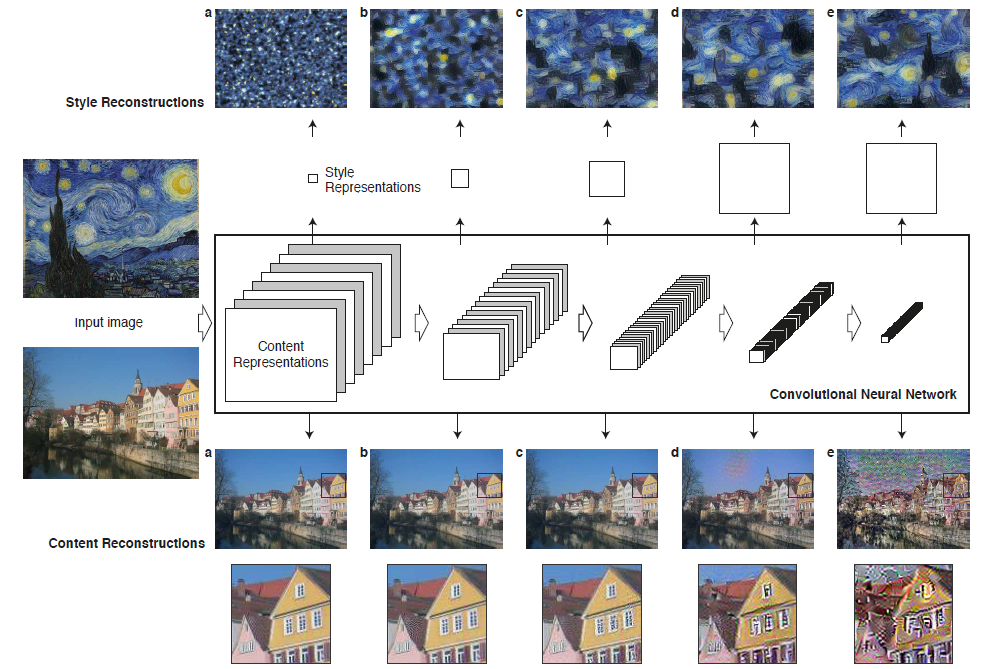 a b c d e
Style Reconstructions
Style
Representations
Input image
Content
Representations
Convolutional Neural Network
a b c d e
Content Reconstructions